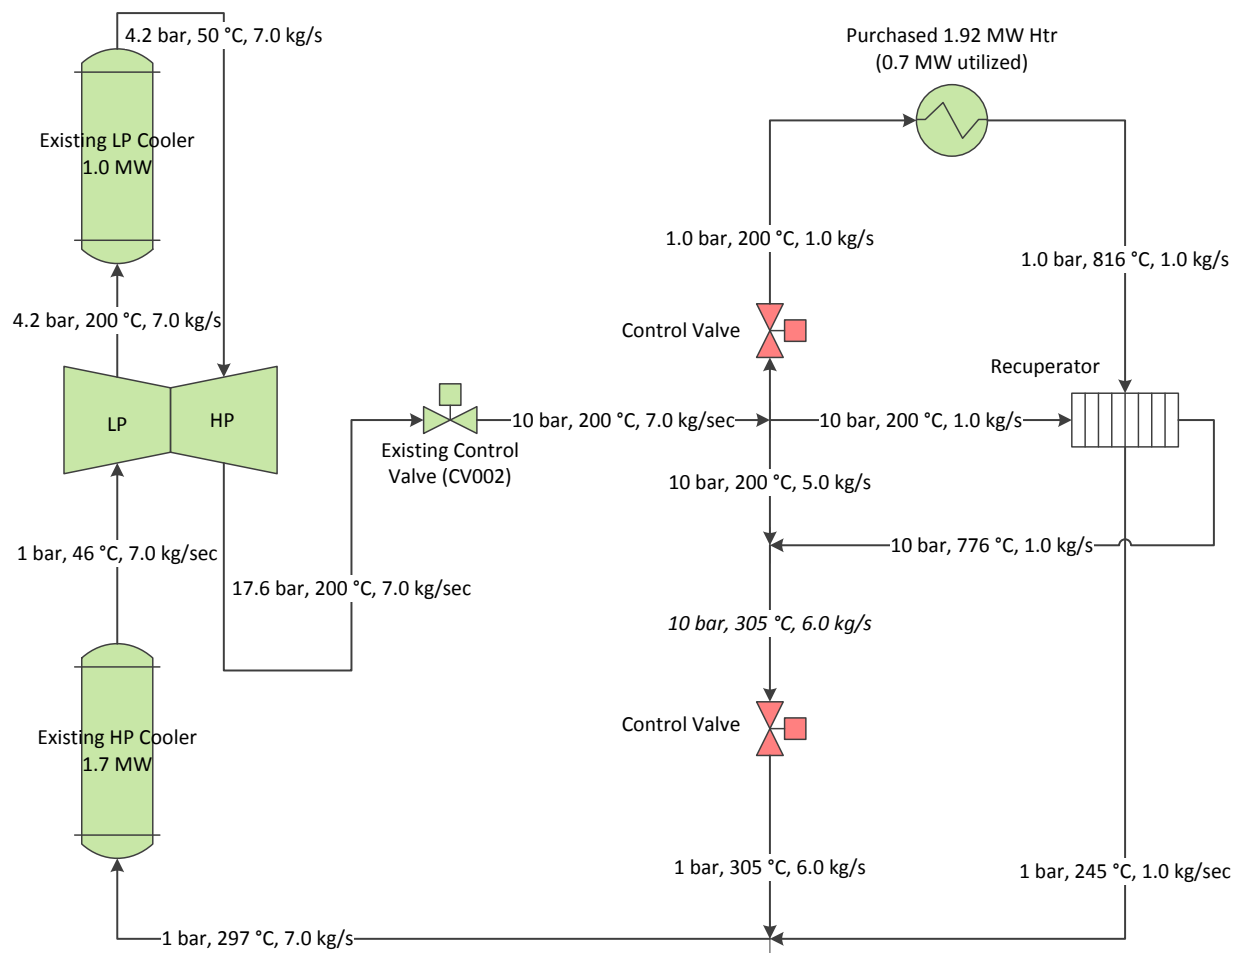 4.2 bar, 50 °C, 7.0 kg/s
Purchased 1.92 MW Htr
(0.7 MW utilized)
Existing LP Cooler
1.0 MW
1.0 bar, 200 °C, 1.0 kg/s
1.0 bar, 816 °C, 1.0 kg/s
4.2 bar, 200 °C, 7.0 kg/s
Control Valve
Recuperator
LP
HP
10 bar, 200 °C, 7.0 kg/sec
10 bar, 200 °C, 1.0 kg/s
Existing Control
Valve (CV002)
10 bar, 200 °C, 5.0 kg/s
1 bar, 46 °C, 7.0 kg/sec
10 bar, 776 °C, 1.0 kg/s
17.6 bar, 200 °C, 7.0 kg/sec
10 bar, 305 °C, 6.0 kg/s
Control Valve
Existing HP Cooler
1.7 MW
1 bar, 305 °C, 6.0 kg/s
1 bar, 245 °C, 1.0 kg/sec
1 bar, 297 °C, 7.0 kg/s